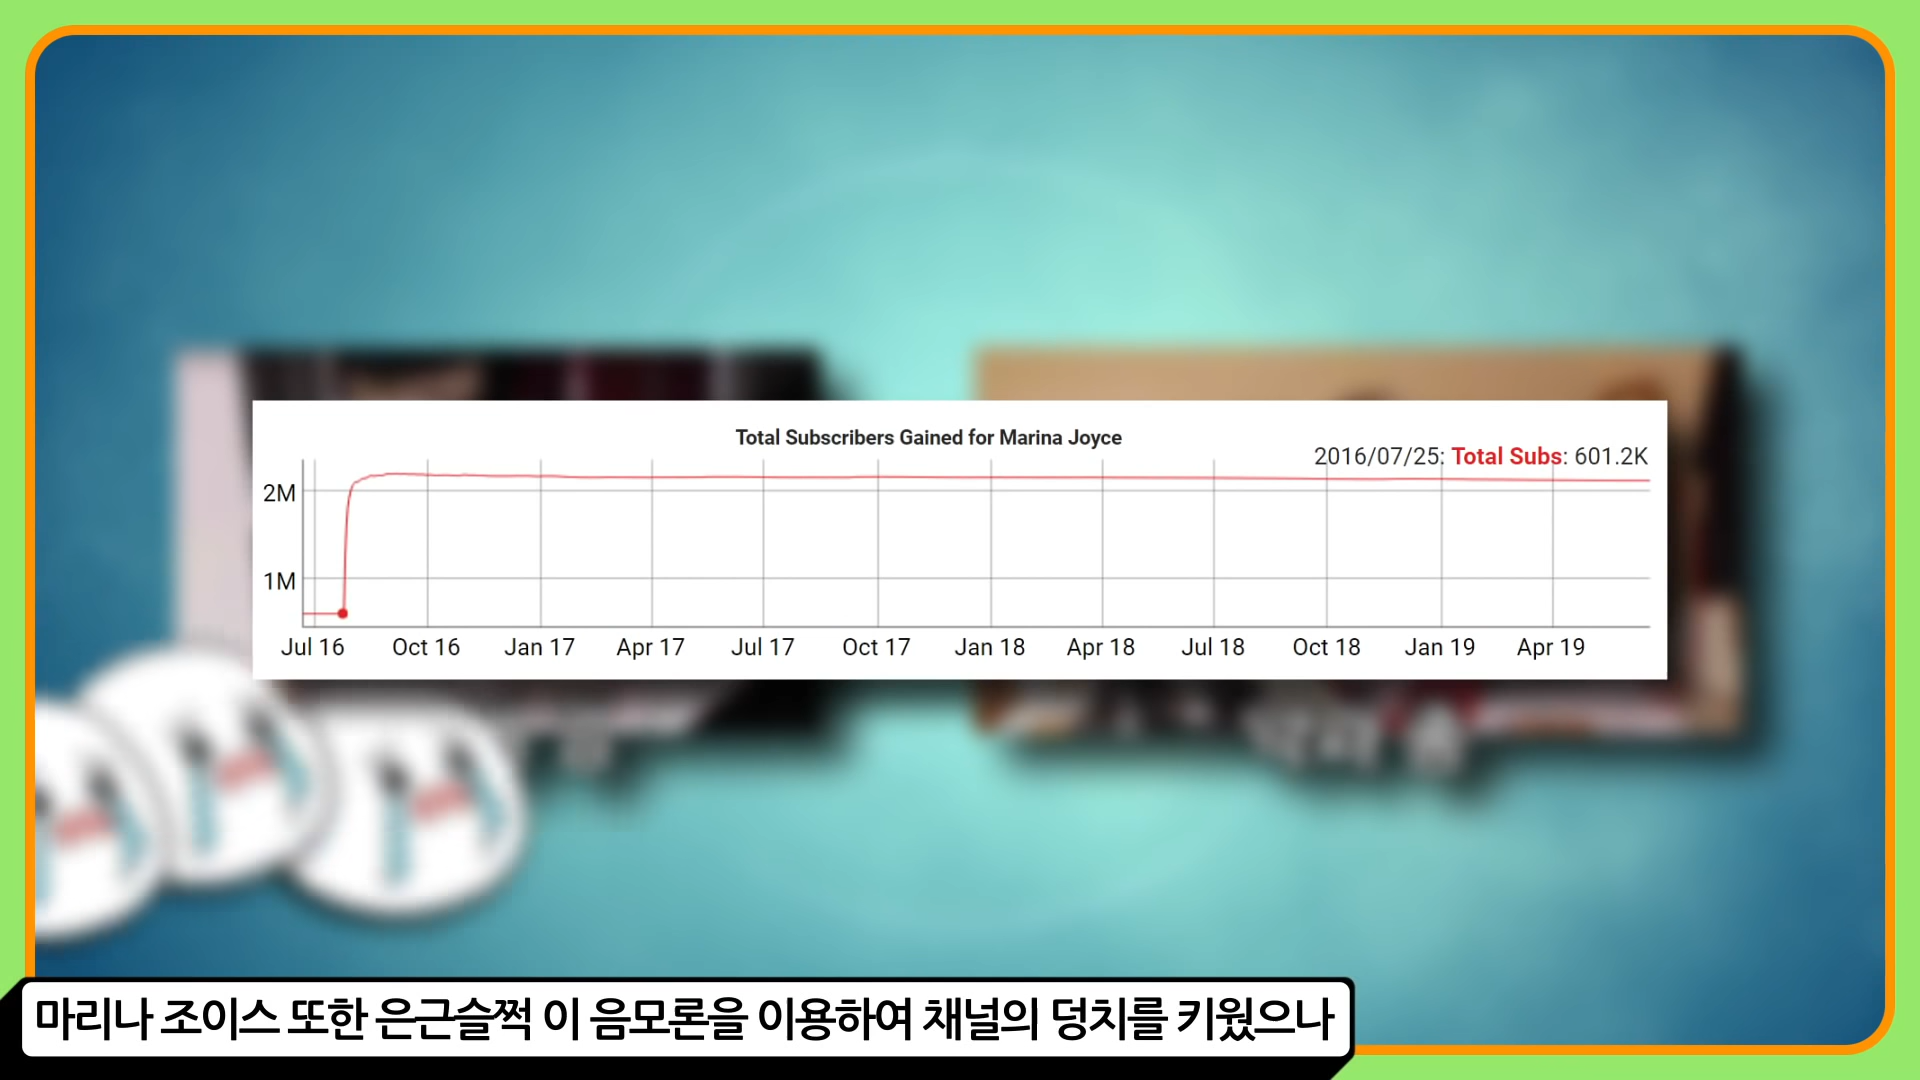 Total Subscribers Gained for Marina Joyce
2016/07/25: Total Subs: 601.2K
2M
1M
Jul 16 Oct 16 Jan 17 Apr 17 Jul 17 Oct 17 Jan 18 Apr 18 Jul 18 Oct 18 Jan 19 Apr 19
마리나 조이스 또한 은근슬쩍 이 음모론을 이용하여 채널의 덩치를 키웠으나